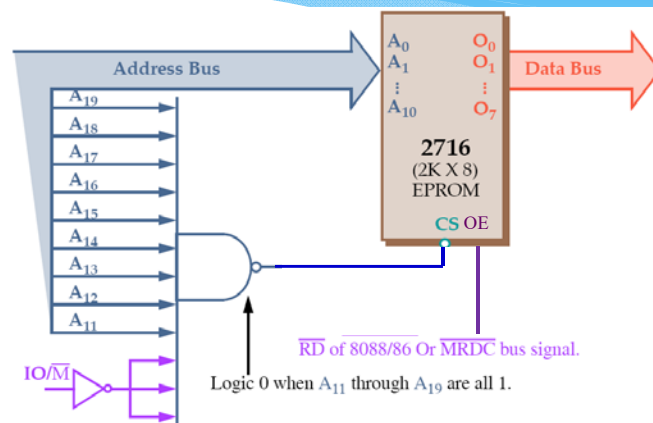 Address Bus
A₀ O₀
A₁ O₁
⋮ ⋮
A₁₀ O₇
Data Bus
2716
(2K X 8)
EPROM
CS OE
A₁₉
A₁₈
A₁₇
A₁₆
A₁₅
A₁₄
A₁₃
A₁₂
A₁₁
IO/M̅
R̅D̅ of 8088/86 Or M̅R̅D̅C̅ bus signal.
Logic 0 when A₁₁ through A₁₉ are all 1.